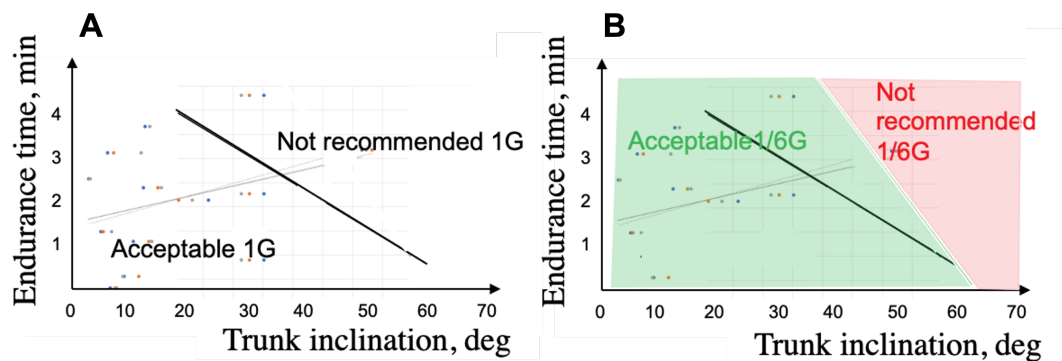 A
Endurance time, min
4
3
2
1
0
10
20
30
40
50
60
70
Trunk inclination, deg
Not recommended 1G
Acceptable 1G
B
Endurance time, min
4
3
2
1
0
10
20
30
40
50
60
70
Trunk inclination, deg
Acceptable 1/6G
Not
recommended
1/6G